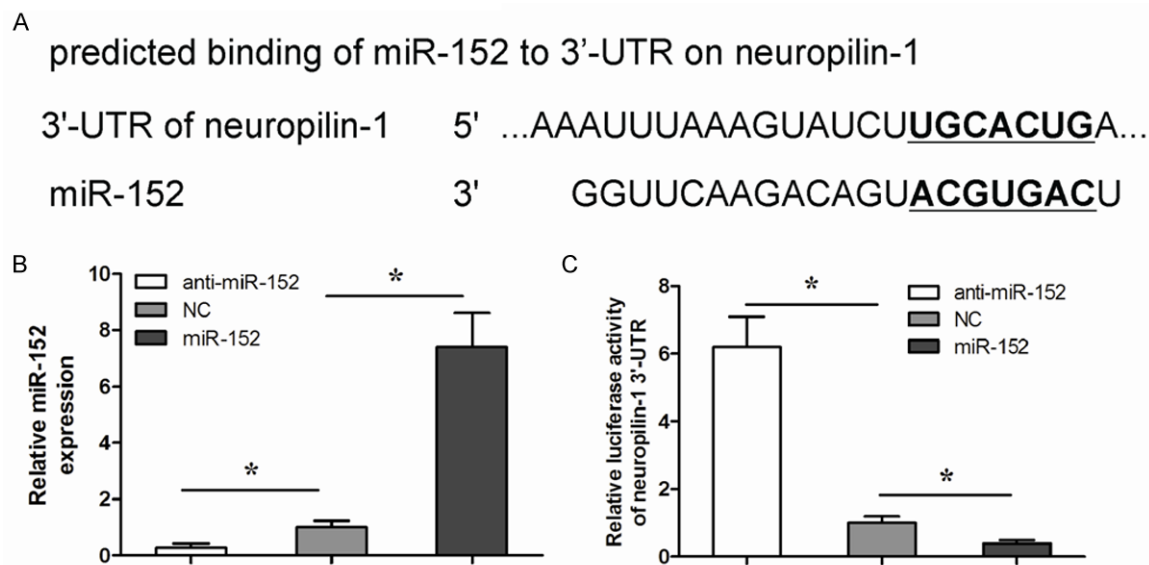 A
predicted binding of miR-152 to 3’-UTR on neuropilin-1
3'-UTR of neuropilin-1 5' ...AAAUUUAAAGUAUCUUGCACUGA...
miR-152 3' GGUUCAAGACAGUACGUGACU
B
Relative miR-152
expression
10
8
6
4
2
0
anti-miR-152
NC
miR-152
*
*
C
Relative luciferase activity
of neuropilin-1 3'-UTR
8
6
4
2
0
anti-miR-152
NC
miR-152
*
*